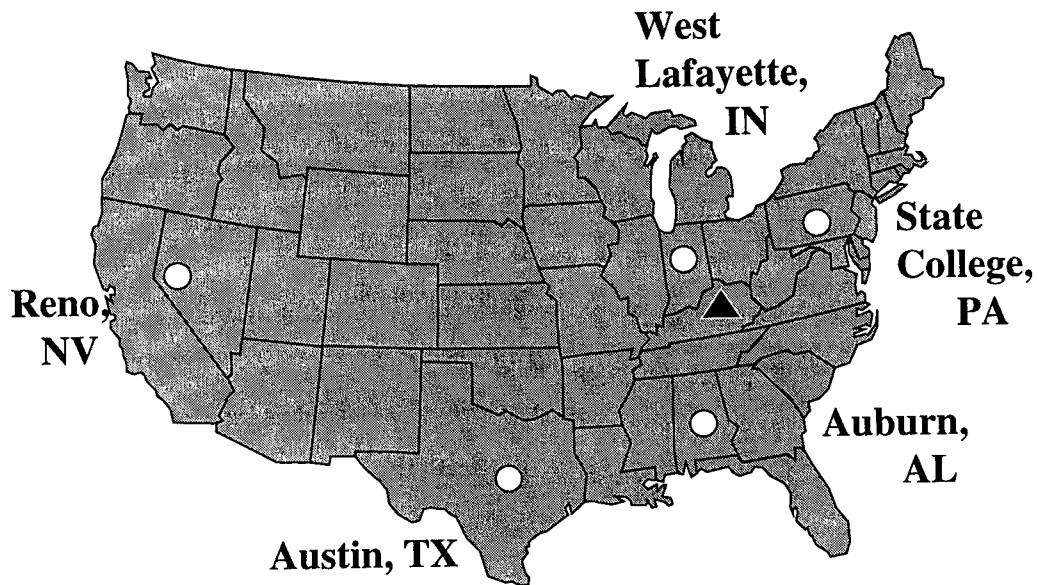 West
Lafayette,
IN
State
College,
PA
Reno,
NV
Auburn,
AL
Austin, TX